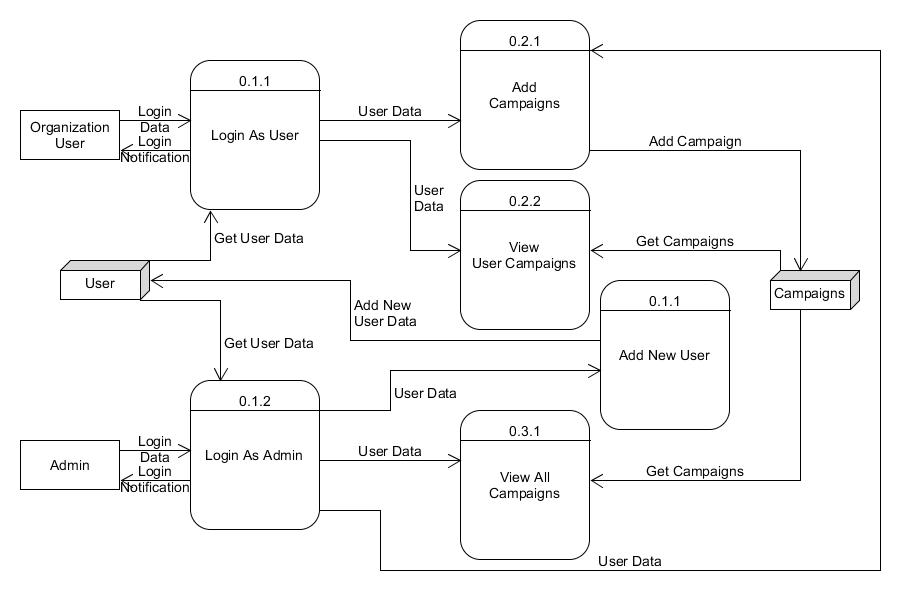 0.2.1
Add
Campaigns
0.1.1
Login As User
Organization
User
Login
Data
Login
Notification
User Data
Add Campaign
User
Data
0.2.2
View
User Campaigns
Get Campaigns
Get User Data
User
Campaigns
Add New
User Data
0.1.1
Add New User
Get User Data
0.1.2
Login As Admin
User Data
Admin
Login
Data
Login
Notification
User Data
0.3.1
View All
Campaigns
Get Campaigns
User Data